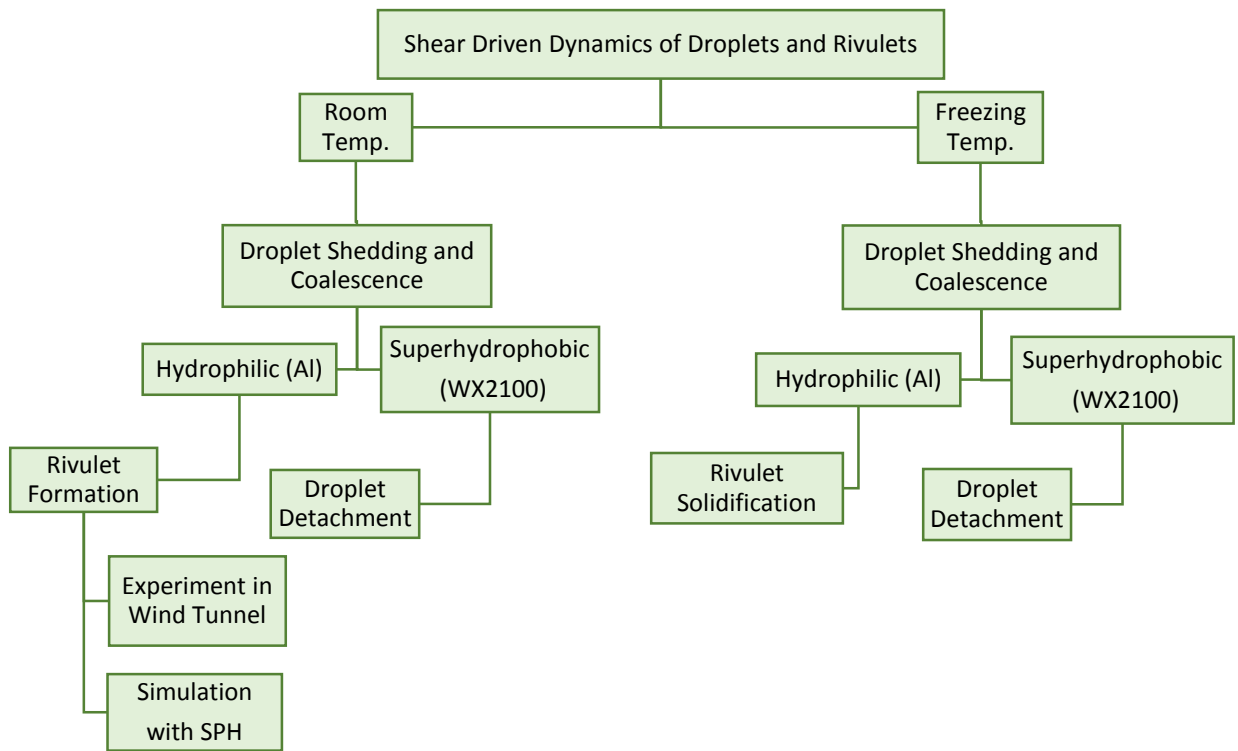 Shear Driven Dynamics of Droplets and Rivulets
Room
Temp.
Freezing
Temp.
Droplet Shedding and
Coalescence
Droplet Shedding and
Coalescence
Hydrophilic (Al)
Superhydrophobic
(WX2100)
Hydrophilic (Al)
Superhydrophobic
(WX2100)
Rivulet
Formation
Droplet
Detachment
Rivulet
Solidification
Droplet
Detachment
Experiment in
Wind Tunnel
Simulation
with SPH